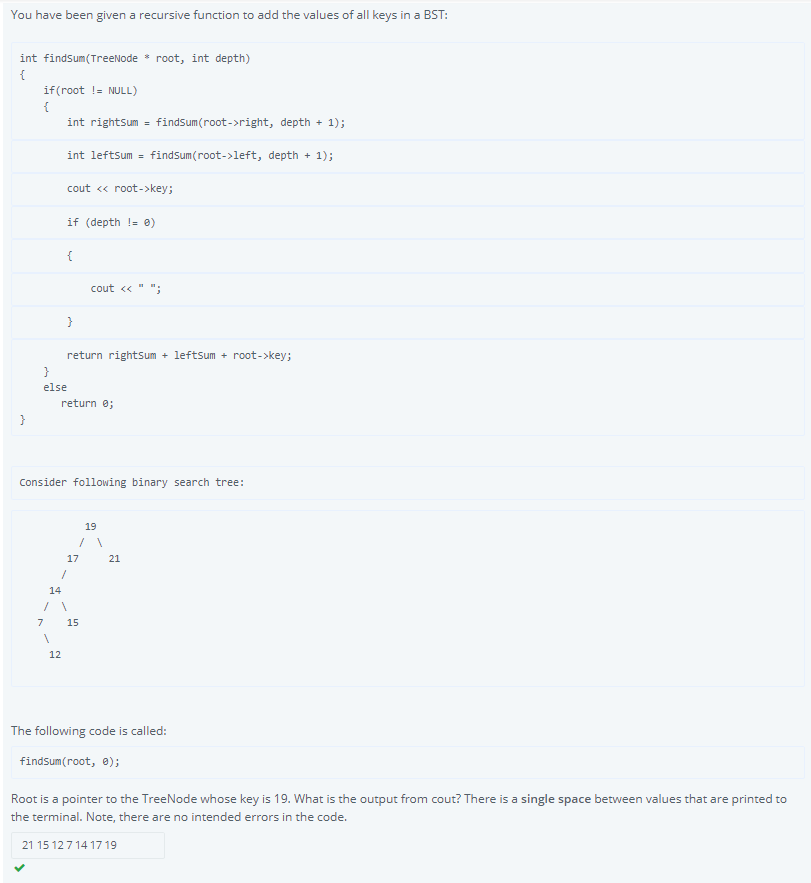 You have been given a recursive function to add the values of all keys in a BST:
int findSum(TreeNode * root, int depth)
{
if(root != NULL)
{
int rightSum = findSum(root->right, depth + 1);
int leftSum = findSum(root->left, depth + 1);
cout << root->key;
if (depth != 0)
{
cout << " ";
}
return rightSum + leftSum + root->key;
}
else
return 0;
}
Consider following binary search tree:
19
/ \
17 21
/
14
/ \
7 15
\
12
The following code is called:
findSum(root, 0);
Root is a pointer to the TreeNode whose key is 19. What is the output from cout? There is a single space between values that are printed to
the terminal. Note, there are no intended errors in the code.
21 15 12 7 14 17 19